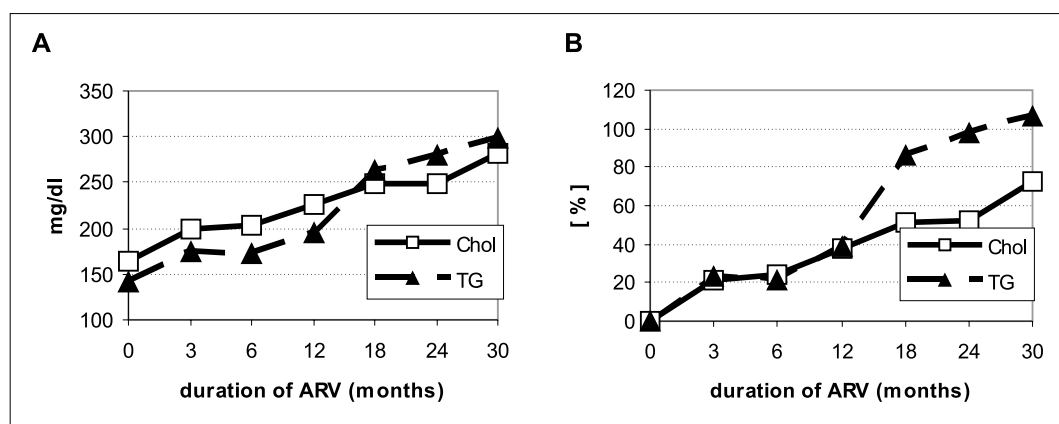 A
350
300
250
200
150
100
mg/dl
Chol
TG
0 3 6 12 18 24 30
duration of ARV (months)
B
120
100
80
60
40
20
0
[ % ]
Chol
TG
0 3 6 12 18 24 30
duration of ARV (months)